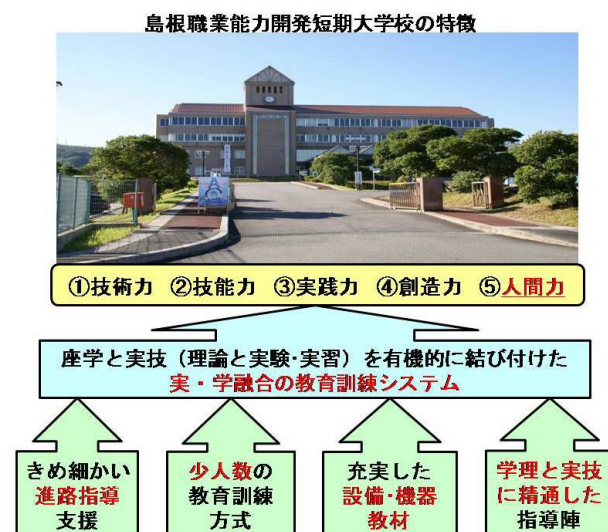 島根職業能力開発短期大学校の特徴
①技術力 ②技能力 ③実践力 ④創造力 ⑤人間力
座学と実技（理論と実験・実習）を有機的に結び付けた
実・学融合の教育訓練システム
きめ細かい
進路指導
支援
少人数の
教育訓練
方式
充実した
設備・機器
教材
学理と実技
に精通した
指導陣